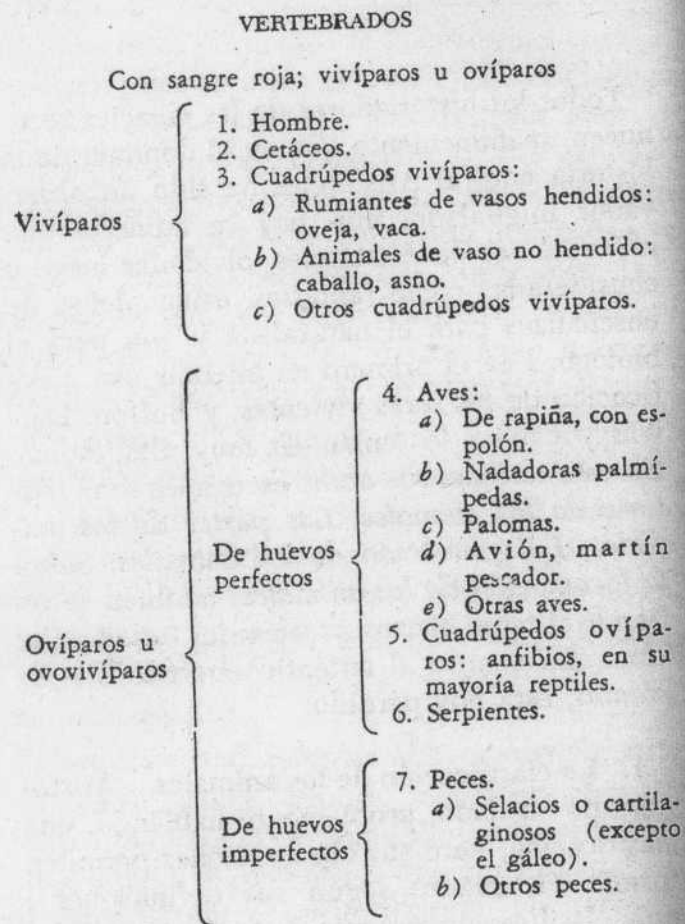 VERTEBRADOS
Con sangre roja; vivíparos u ovíparos
Vivíparos
1. Hombre.
2. Cetáceos.
3. Cuadrúpedos vivíparos:
a) Rumiantes de vasos hendidos:
oveja, vaca.
b) Animales de vaso no hendido:
caballo, asno.
c) Otros cuadrúpedos vivíparos.
Ovíparos u
ovovivíparos
De huevos
perfectos
4. Aves:
a) De rapiña, con es-
polón.
b) Nadadoras palmí-
pedas.
c) Palomas.
d) Avión, martín
pescador.
e) Otras aves.
5. Cuadrúpedos ovípa-
ros: anfibios, en su
mayoría reptiles.
6. Serpientes.
De huevos
imperfectos
7. Peces.
a) Selacios o cartila-
ginosos (excepto
el gáleo).
b) Otros peces.